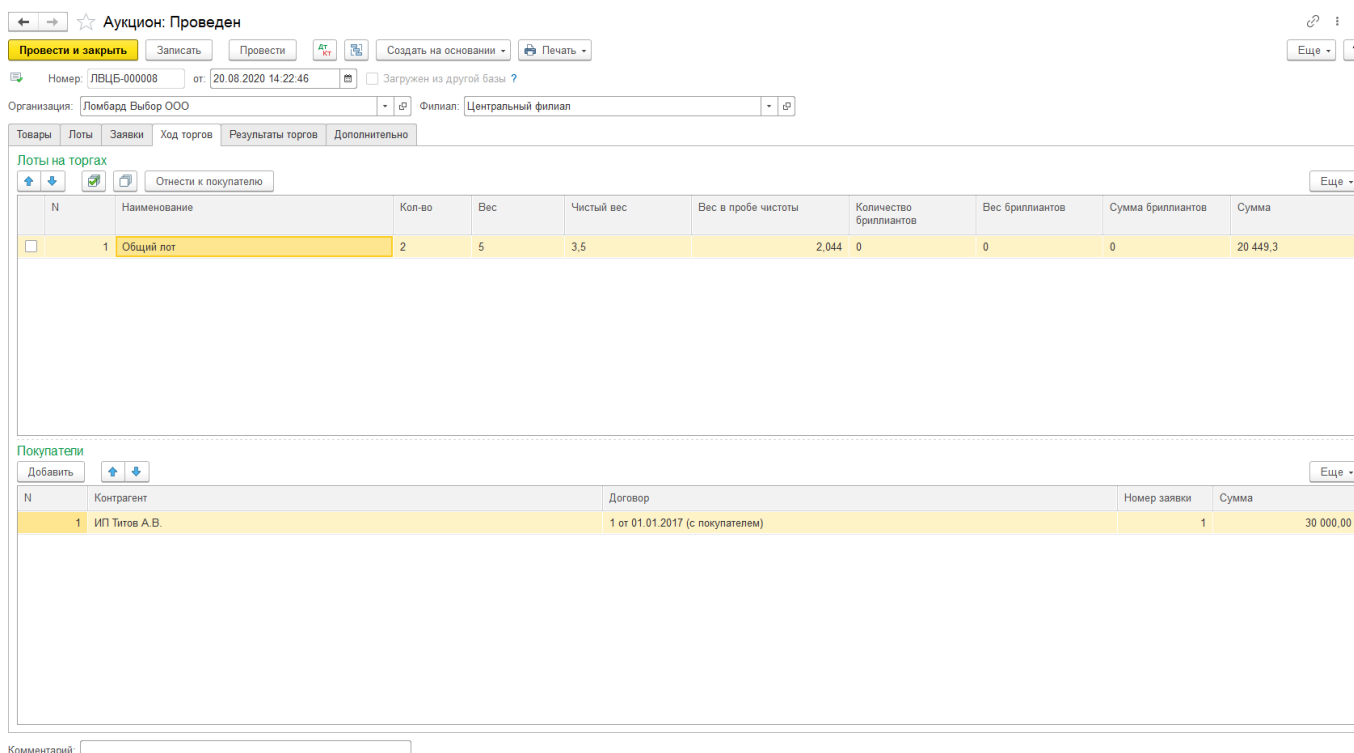 Аукцион: Проведен
Провести и закрыть Записать Провести Дт Кт Создать на основании Печать Еще
Номер: ЛВЦБ-000008 от: 20.08.2020 14:22:46 Загружен из другой базы ?
Организация: Ломбард Выбор ООО Филиал: Центральный филиал
Товары Лоты Заявки Ход торгов Результаты торгов Дополнительно
Лоты на торгах
Отнести к покупателю Еще
N Наименование Кол-во Вес Чистый вес Вес в пробе чистоты Количество бриллиантов Вес бриллиантов Сумма бриллиантов Сумма
1 Общий лот 2 5 3,5 2,044 0 0 0 20 449,3
Покупатели
Добавить Еще
N Контрагент Договор Номер заявки Сумма
1 ИП Титов А.В. 1 от 01.01.2017 (с покупателем) 1 30 000,00
Комментарий: